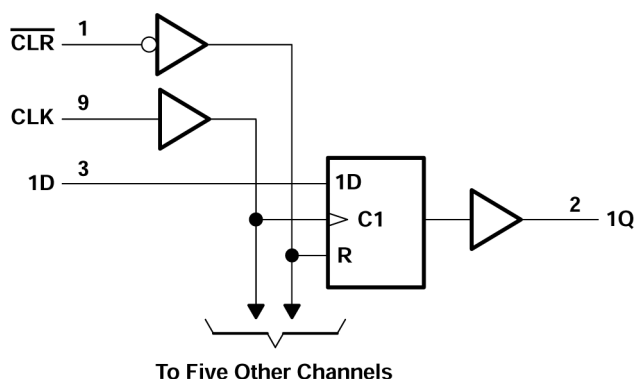 CLR 1
CLK 9
1D 3
1D
C1
R
2 1Q
To Five Other Channels